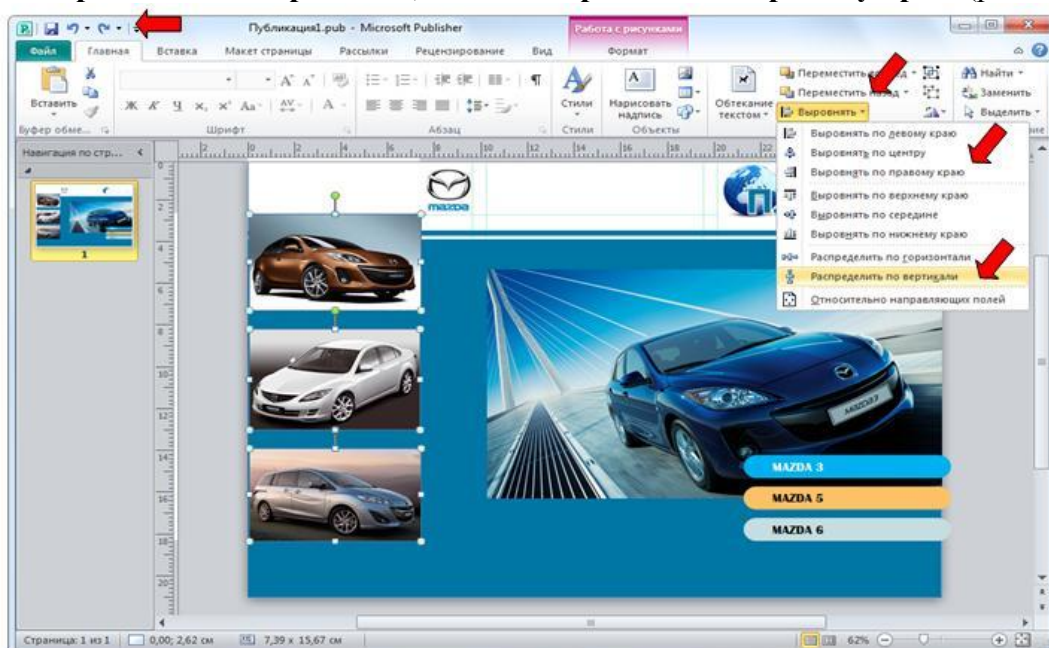 Публикация1.pub - Microsoft Publisher
Работа с рисунками
Файл Главная Вставка Макет страницы Рассылки Рецензирование Вид Формат
Вставить
Ж К Ч
Стили
Нарисовать надпись
Обтекание текстом
Переместить
Переместить назад
Выровнять
Найти
Заменить
Выделить
Буфер обме... Шрифт Абзац Стили Объекты
Навигация по стр...
Выровнять по левому краю
Выровнять по центру
Выровнять по правому краю
Выровнять по верхнему краю
Выровнять по середине
Выровнять по нижнему краю
Распределить по горизонтали
Распределить по вертикали
Относительно направляющих полей
mazda
1
MAZDA3
MAZDA 3
MAZDA 5
MAZDA 6
Страница: 1 из 1 0,00; 2,62 см 7,39 x 15,67 см 62%